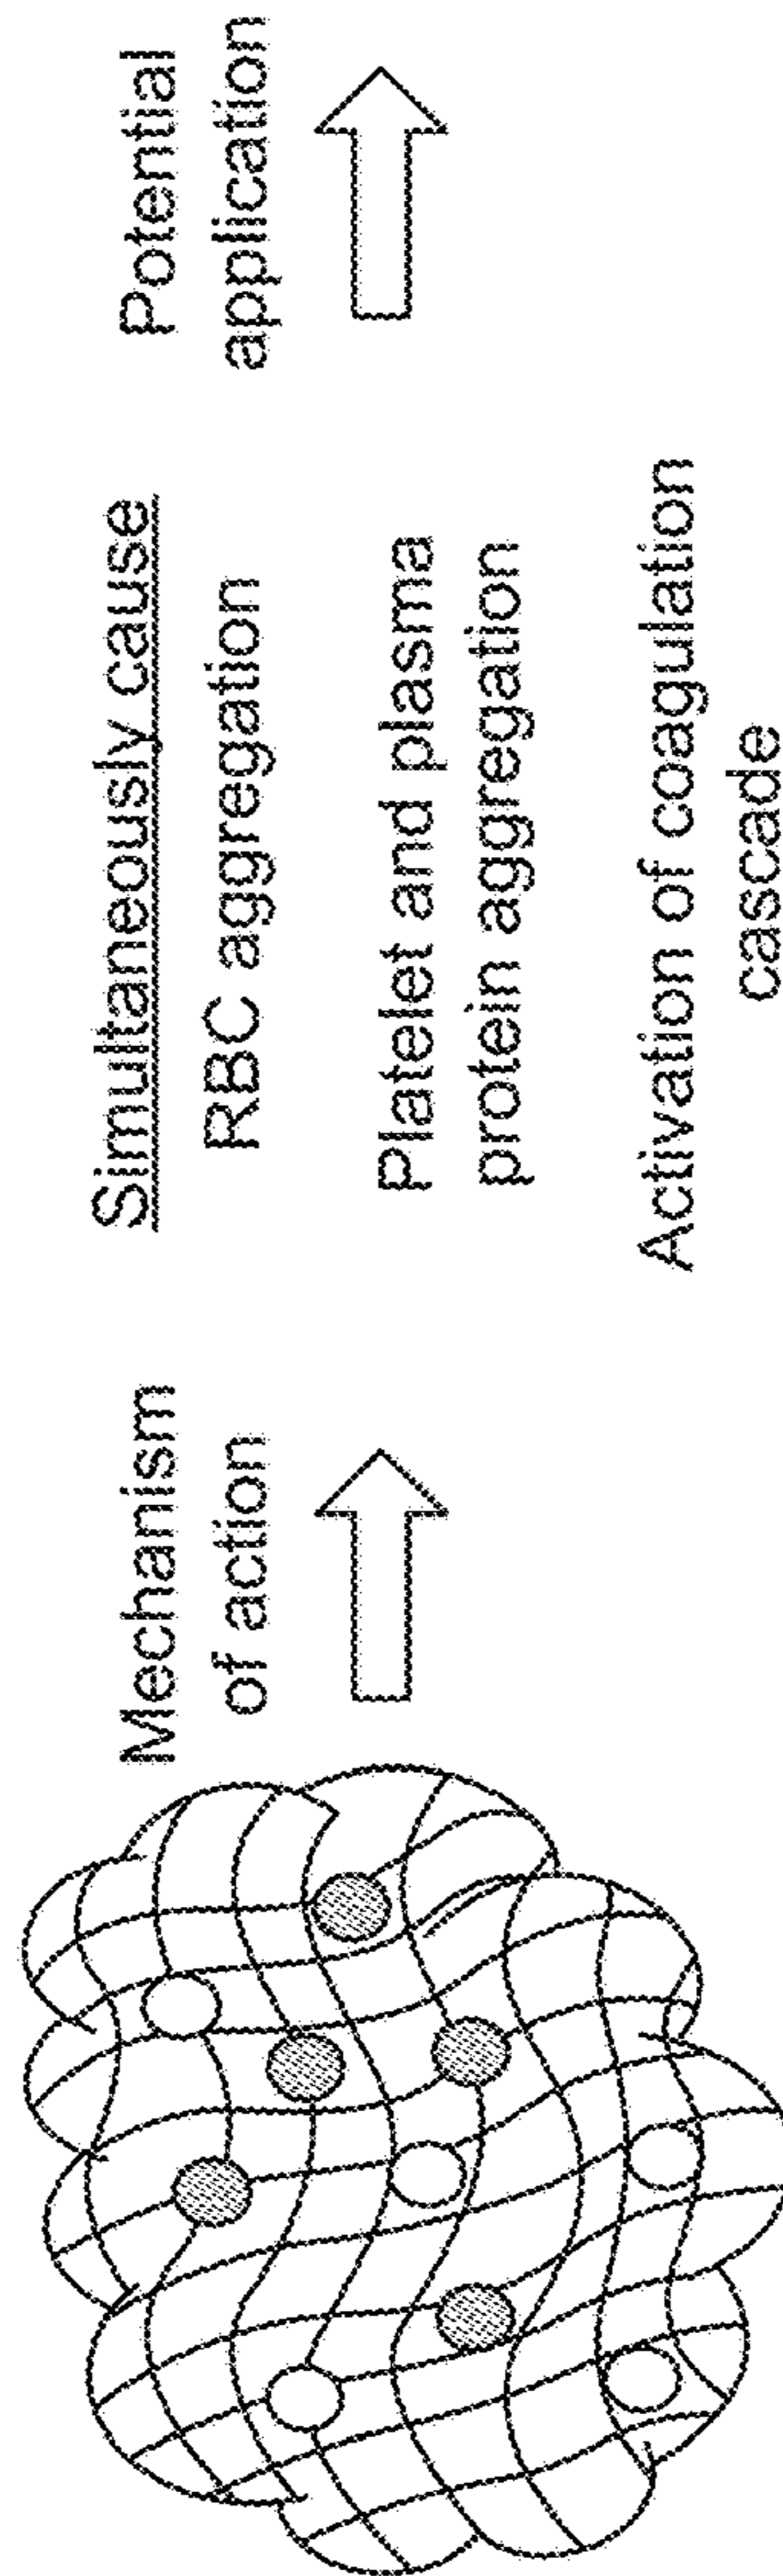 Mechanism
of action
Simultaneously cause
RBC aggregation
Platelet and plasma
protein aggregation
Activation of coagulation
cascade
Potential
application